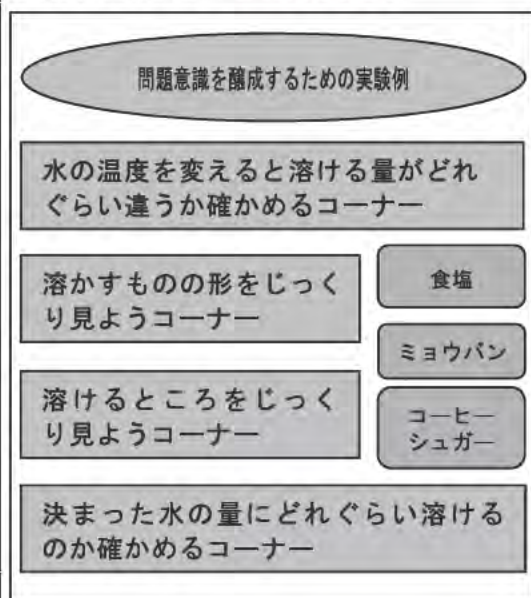 問題意識を醸成するための実験例
水の温度を変えると溶ける量がどれ
ぐらい違うか確かめるコーナー
溶かすものの形をじっく
り見ようコーナー
食塩
ミョウバン
溶けるところをじっく
り見ようコーナー
コーヒー
シュガー
決まった水の量にどれぐらい溶ける
のか確かめるコーナー